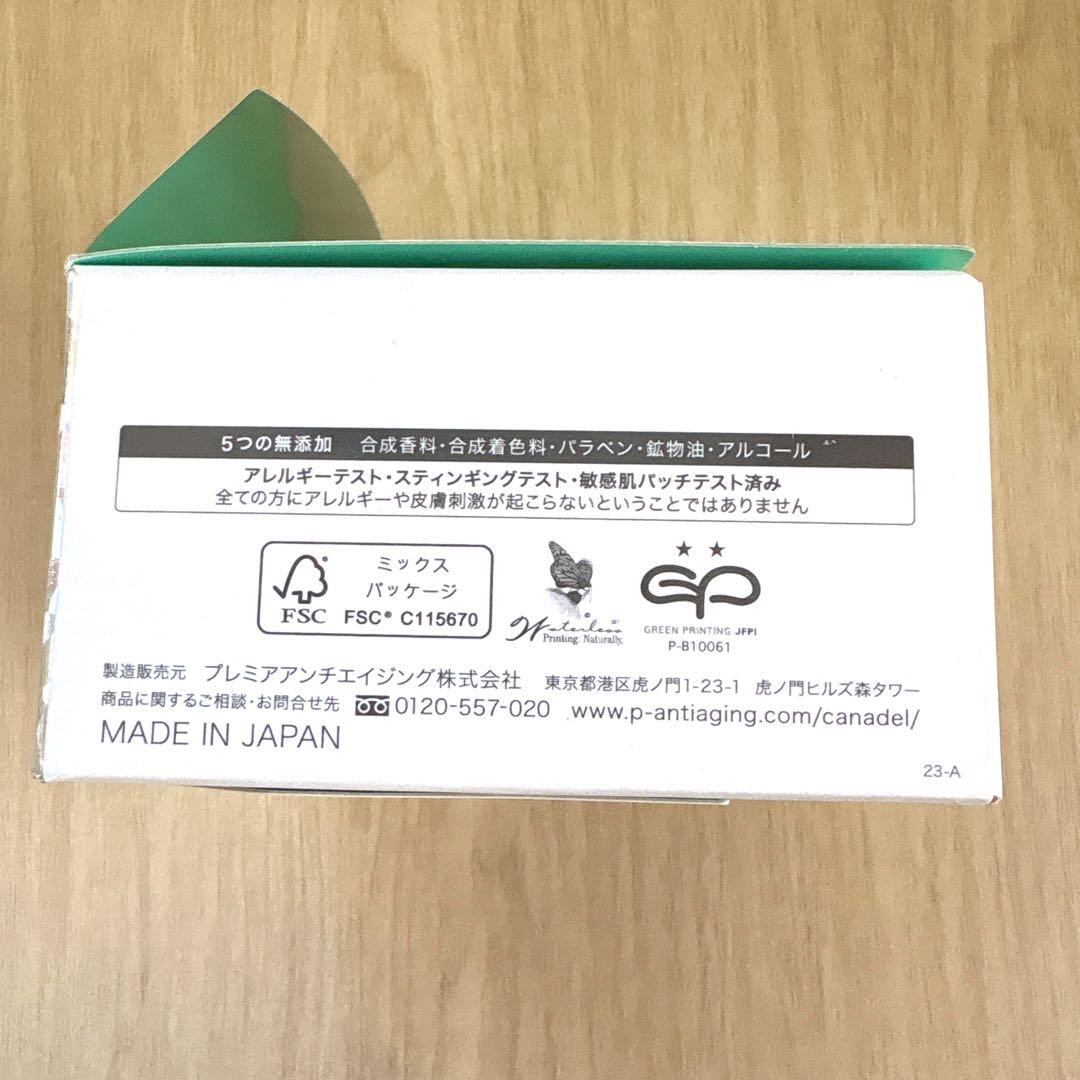 5つの無添加 合成香料・合成着色料・パラベン・鉱物油・アルコール
アレルギーテスト・スティンギングテスト・敏感肌パッチテスト済み
全ての方にアレルギーや皮膚刺激が起こらないということではありません
FSC
ミックス
パッケージ
FSC® C115670
Waterless
Printing. Naturally.
GP
GREEN PRINTING JFPI
P-B10061
製造販売元 プレミアアンチエイジング株式会社 東京都港区虎ノ門1-23-1 虎ノ門ヒルズ森タワー
商品に関するご相談・お問合せ先 0120-557-020 www.p-antiaging.com/canadel/
MADE IN JAPAN
23-A